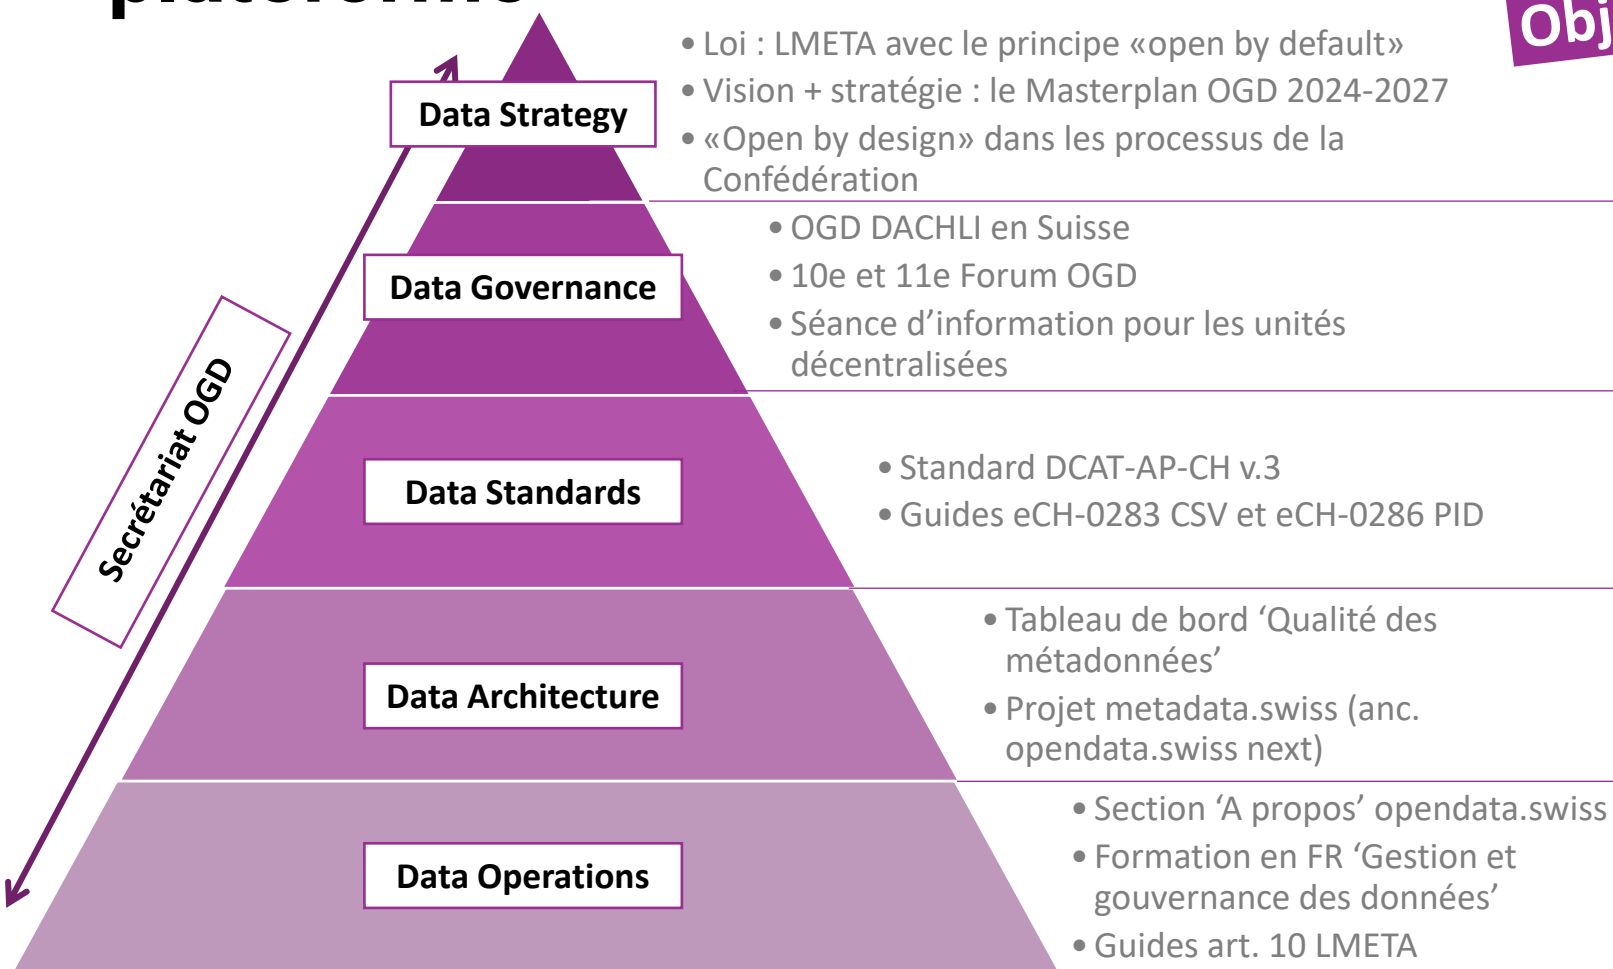 Obj
Data Strategy
• Loi : LMETA avec le principe «open by default»
• Vision + stratégie : le Masterplan OGD 2024-2027
• «Open by design» dans les processus de la
Confédération
Data Governance
• OGD DACHLI en Suisse
• 10e et 11e Forum OGD
• Séance d’information pour les unités
décentralisées
Secrétariat OGD
Data Standards
• Standard DCAT-AP-CH v.3
• Guides eCH-0283 CSV et eCH-0286 PID
Data Architecture
• Tableau de bord ‘Qualité des
métadonnées’
• Projet metadata.swiss (anc.
opendata.swiss next)
Data Operations
• Section ‘A propos’ opendata.swiss
• Formation en FR ‘Gestion et
gouvernance des données’
• Guides art. 10 LMETA